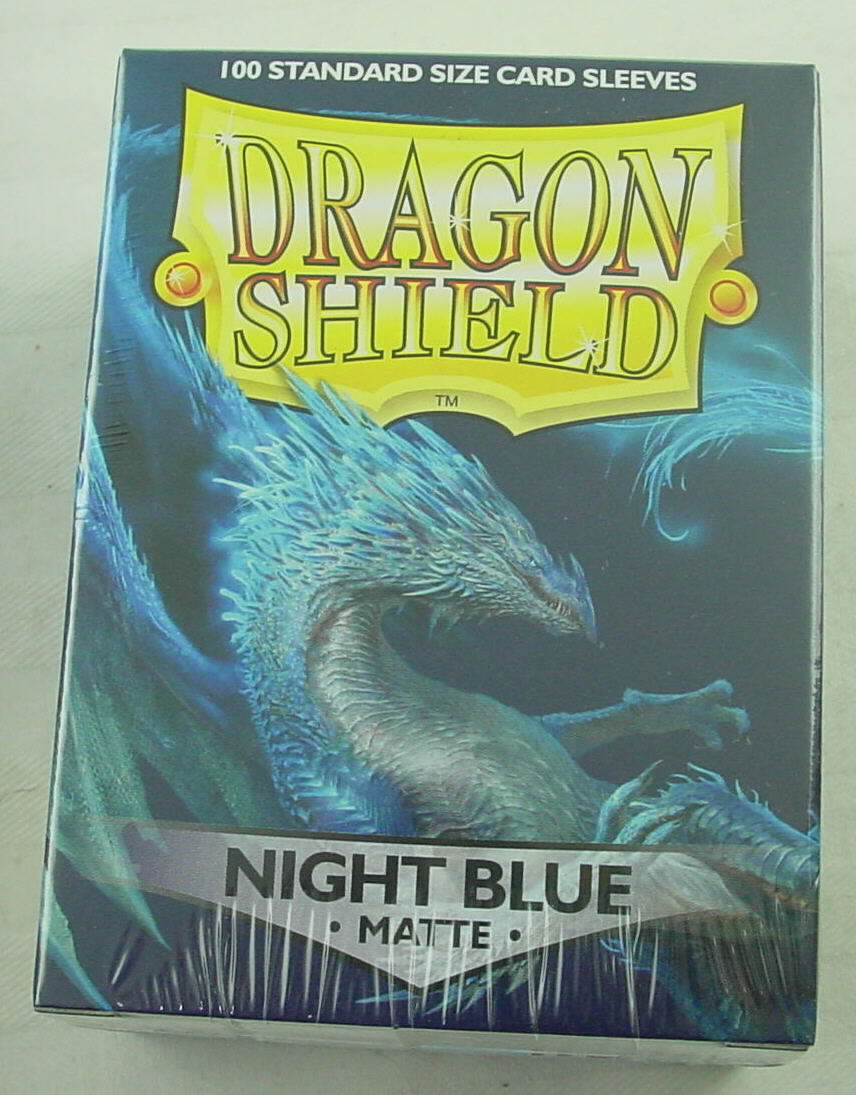 100 STANDARD SIZE CARD SLEEVES
DRAGON
SHIELD
TM
NIGHT BLUE
• MATTE •